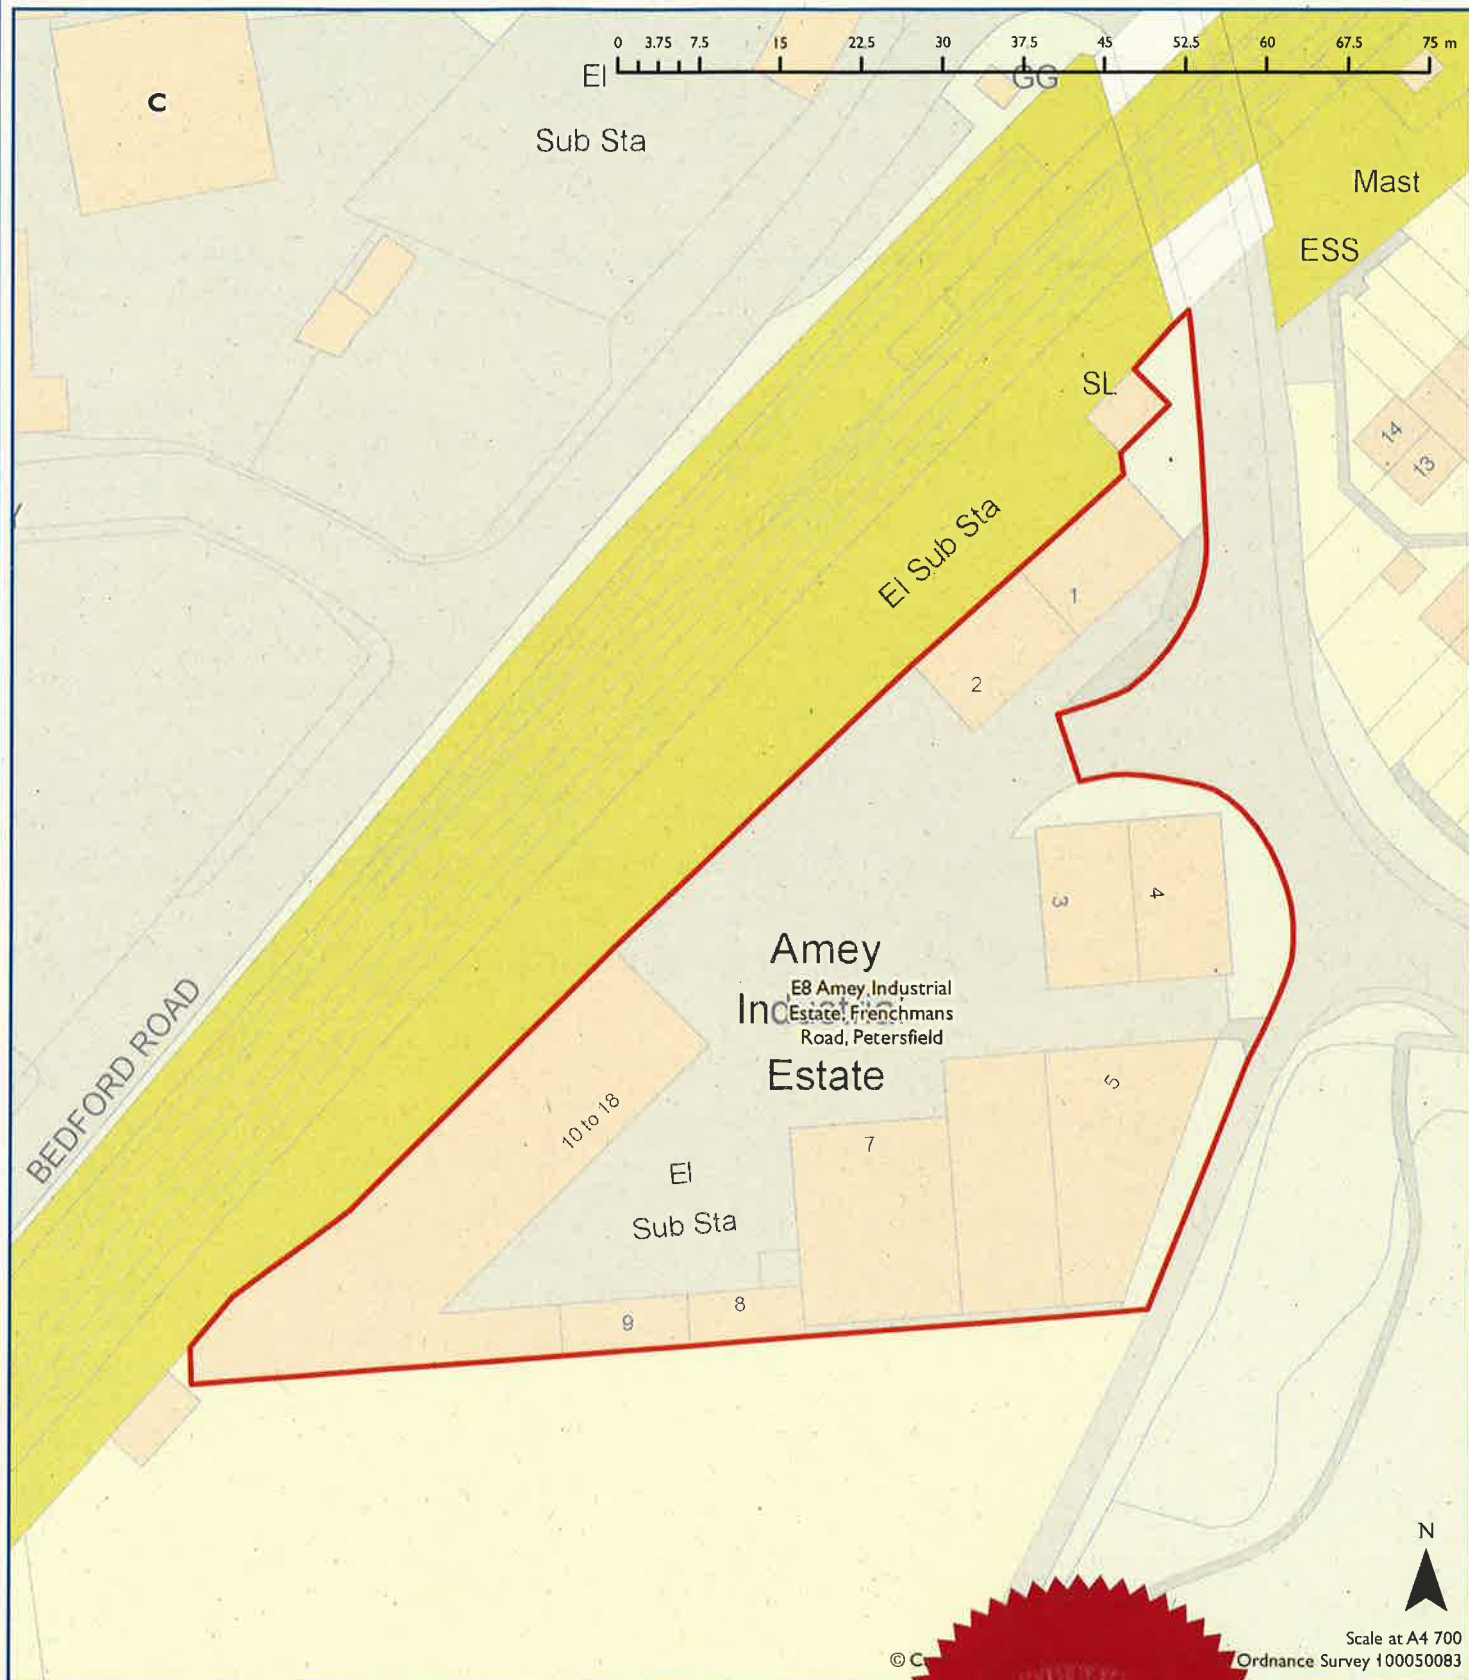 0 3.75 7.5 15 22.5 30 37.5 45 52.5 60 67.5 75 m
El
GG
C
Sub Sta
Mast
ESS
SL
14
13
El Sub Sta
1
2
3
4
Amey
Industrial
E8 Amey Industrial
Estate, Frenchmans
Road, Petersfield
Estate
BEDFORD ROAD
10 to 18
5
7
El
Sub Sta
8
9
N
Scale at A4 700
© C
Ordnance Survey 100050083